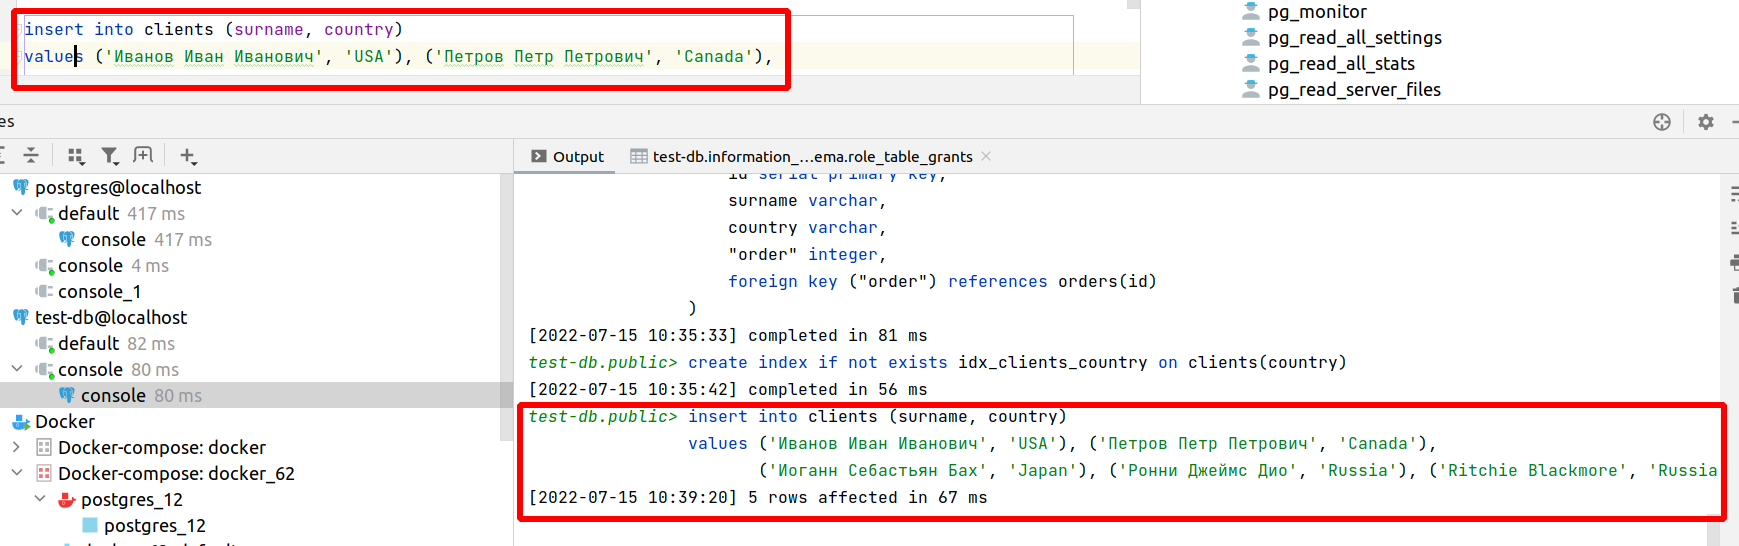 insert into clients (surname, country)
values ('Иванов Иван Иванович', 'USA'), ('Петров Петр Петрович', 'Canada'),
pg_monitor
pg_read_all_settings
pg_read_all_stats
pg_read_server_files
es
postgres@localhost
default 417 ms
console 417 ms
console 4 ms
console_1
test-db@localhost
default 82 ms
console 80 ms
console 80 ms
Docker
Docker-compose: docker
Docker-compose: docker_62
postgres_12
postgres_12
Output
test-db.information_...ema.role_table_grants
id serial primary key,
surname varchar,
country varchar,
"order" integer,
foreign key ("order") references orders(id)
)
[2022-07-15 10:35:33] completed in 81 ms
test-db.public> create index if not exists idx_clients_country on clients(country)
[2022-07-15 10:35:42] completed in 56 ms
test-db.public> insert into clients (surname, country)
values ('Иванов Иван Иванович', 'USA'), ('Петров Петр Петрович', 'Canada'),
('Иоганн Себастьян Бах', 'Japan'), ('Ронни Джеймс Дио', 'Russia'), ('Ritchie Blackmore', 'Russia
[2022-07-15 10:39:20] 5 rows affected in 67 ms